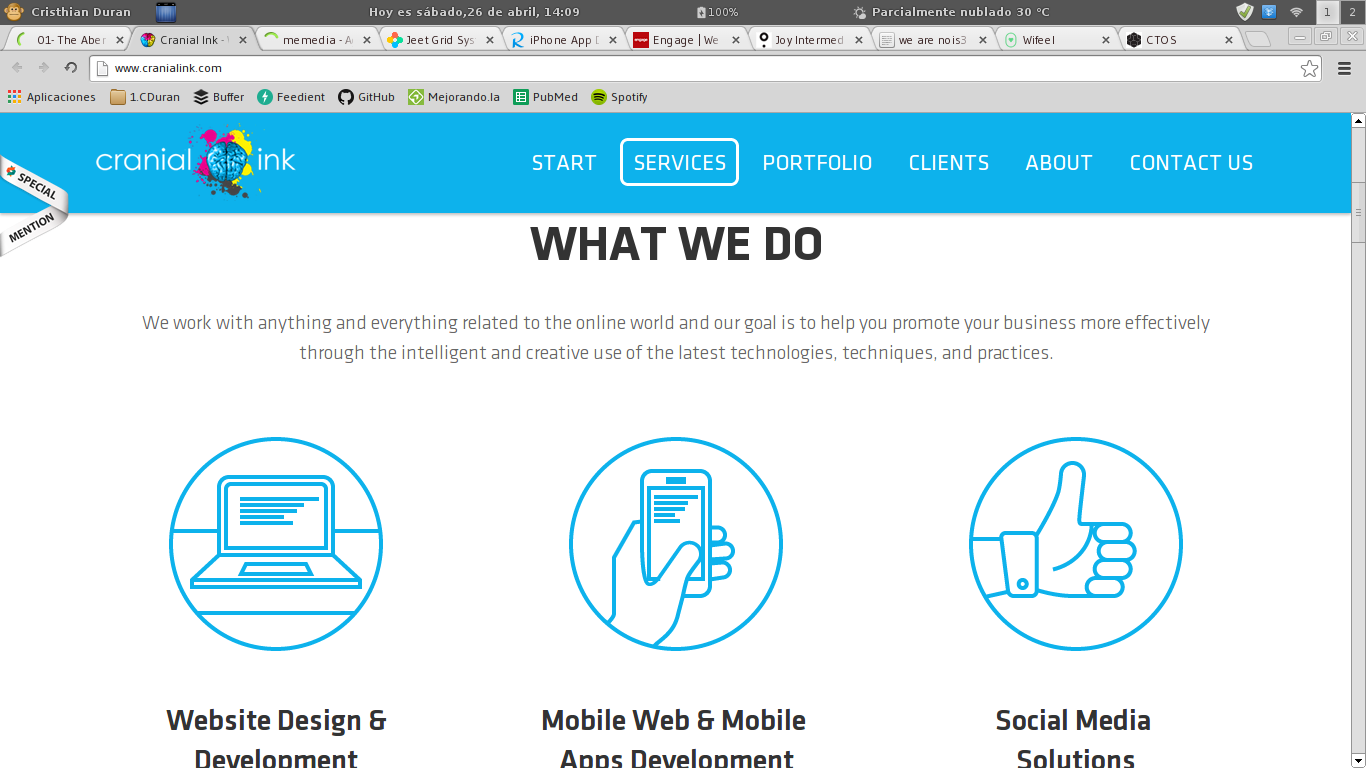 Cristhian Duran
Hoy es sábado,26 de abril, 14:09
100%
Parcialmente nublado 30 °C
1
2
01- The Aber
Cranial Ink -
memedia - A
Jeet Grid Sys
iPhone App D
Engage | We
Joy Intermed
we are nois3
Wifeel
CTOS
www.cranialink.com
Aplicaciones
1.CDuran
Buffer
Feedient
GitHub
Mejorando.la
PubMed
Spotify
cranial ink
START
SERVICES
PORTFOLIO
CLIENTS
ABOUT
CONTACT US
SPECIAL
MENTION
WHAT WE DO
We work with anything and everything related to the online world and our goal is to help you promote your business more effectively
through the intelligent and creative use of the latest technologies, techniques, and practices.
Website Design &
Development
Mobile Web & Mobile
Apps Development
Social Media
Solutions